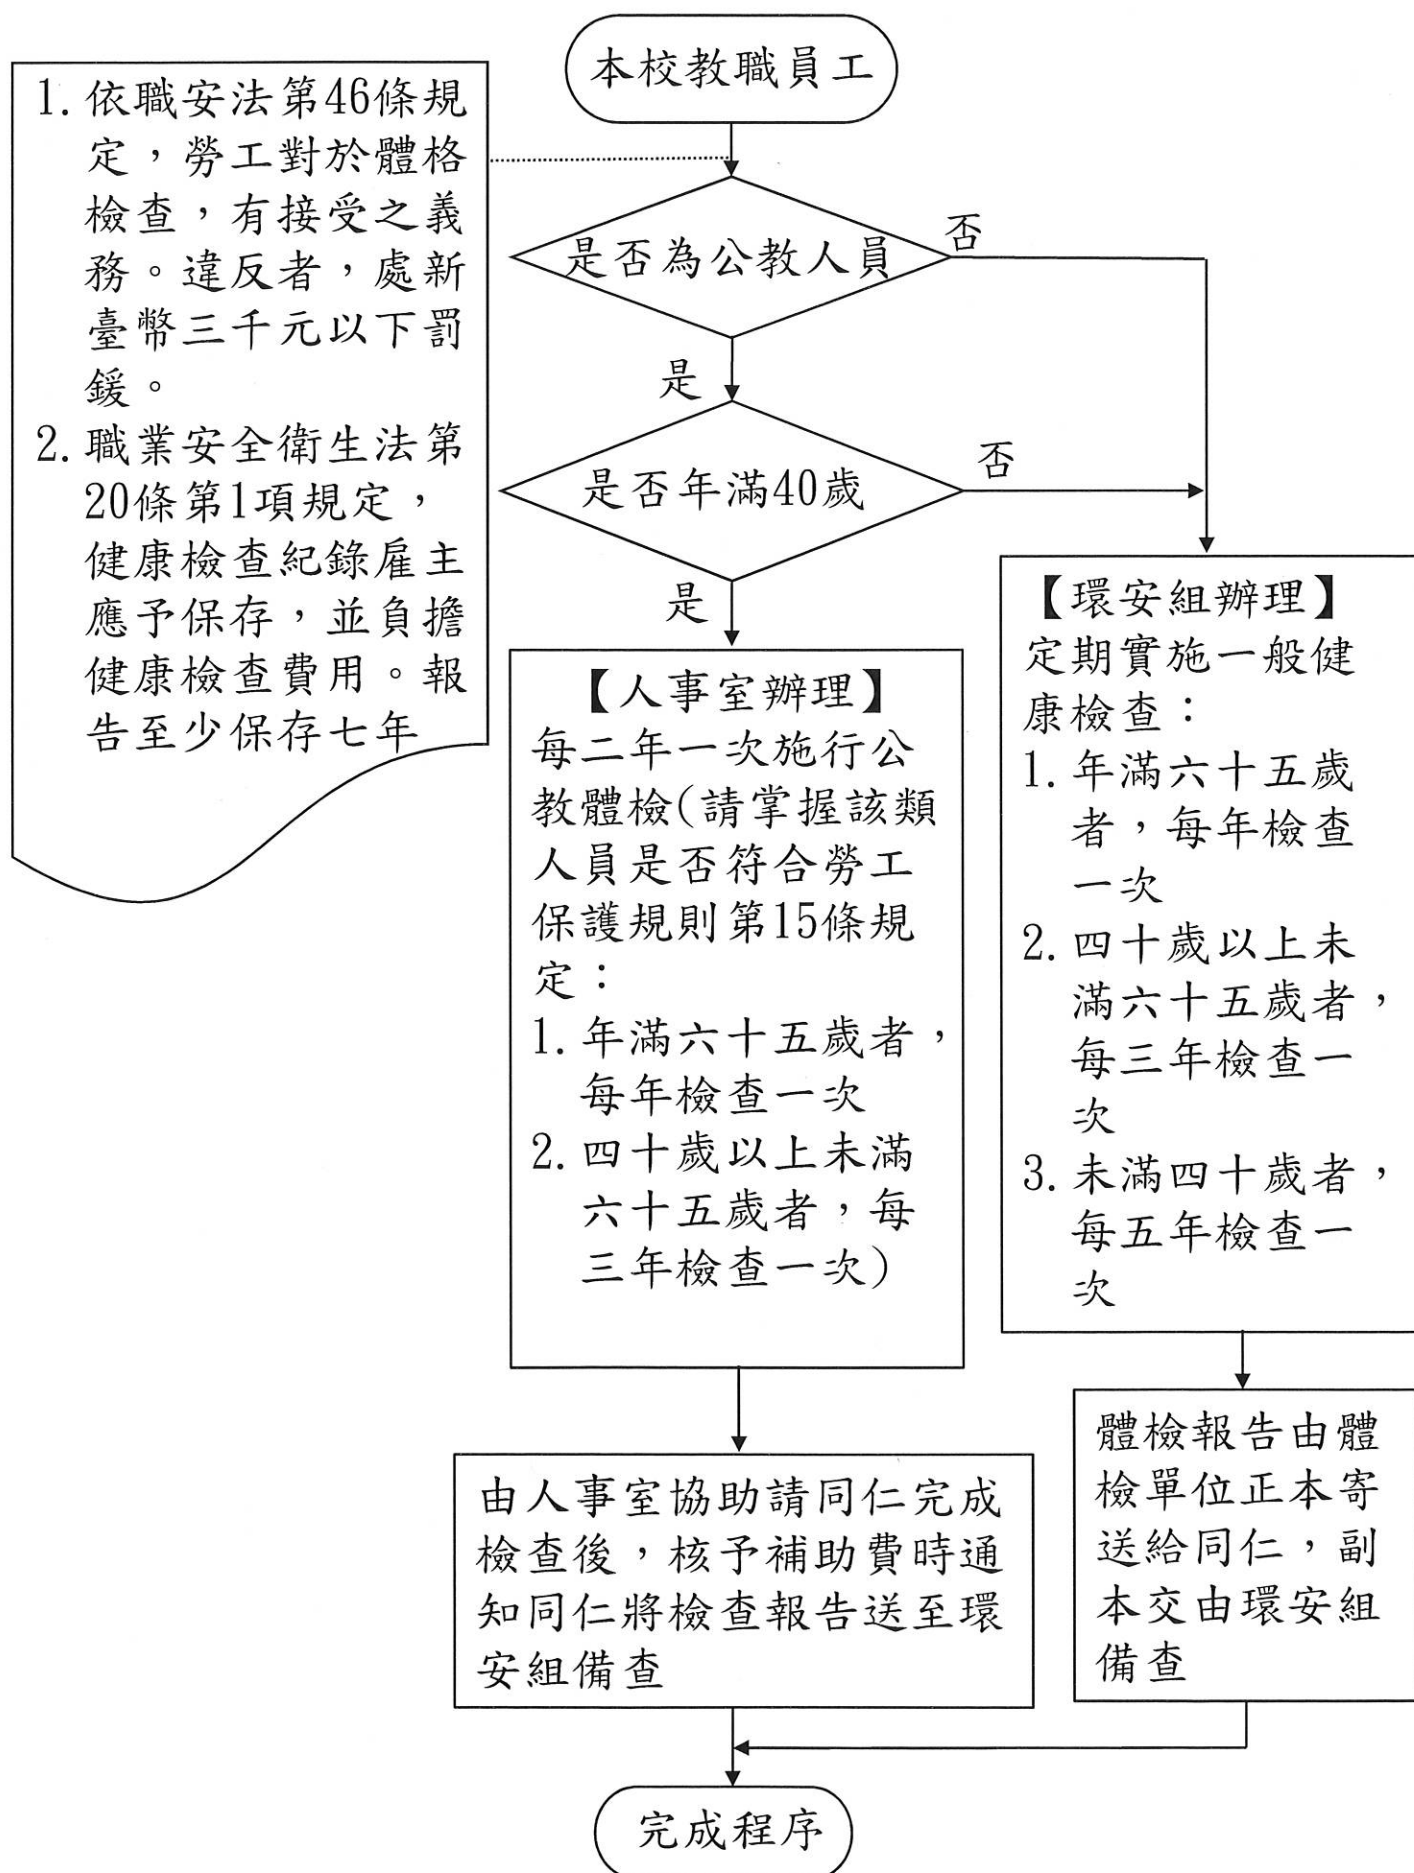 本校教職員工
1. 依職安法第46條規
定，勞工對於體格
檢查，有接受之義
務。違反者，處新
臺幣三千元以下罰
鍰。
2. 職業安全衛生法第
20條第1項規定，
健康檢查紀錄雇主
應予保存，並負擔
健康檢查費用。報
告至少保存七年
是否為公教人員
否
是
是否年滿40歲
否
是
【人事室辦理】
每二年一次施行公
教體檢(請掌握該類
人員是否符合勞工
保護規則第15條規
定：
1. 年滿六十五歲者，
每年檢查一次
2. 四十歲以上未滿
六十五歲者，每
三年檢查一次)
【環安組辦理】
定期實施一般健
康檢查：
1. 年滿六十五歲
者，每年檢查
一次
2. 四十歲以上未
滿六十五歲者，
每三年檢查一
次
3. 未滿四十歲者，
每五年檢查一
次
由人事室協助請同仁完成
檢查後，核予補助費時通
知同仁將檢查報告送至環
安組備查
體檢報告由體
檢單位正本寄
送給同仁，副
本交由環安組
備查
完成程序